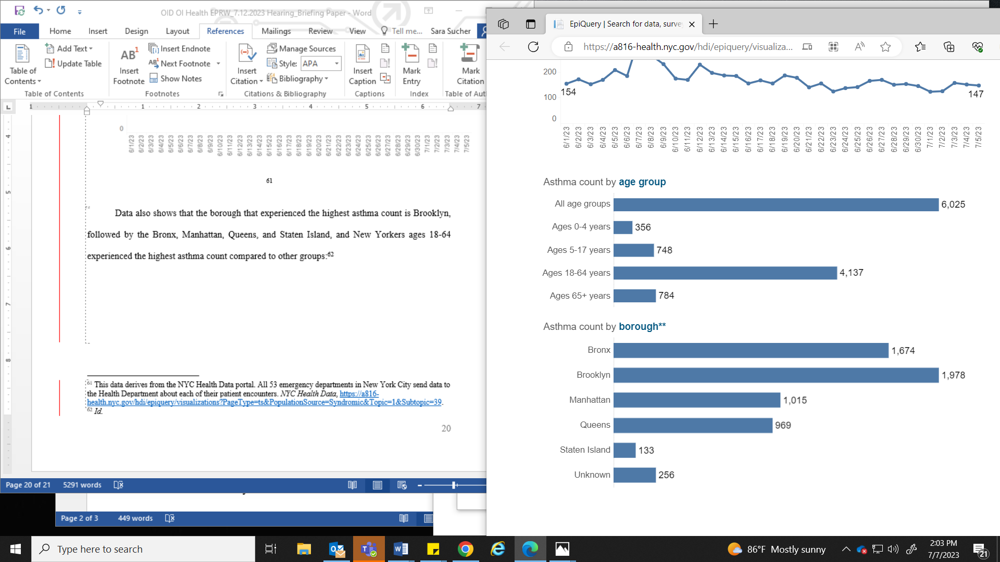 OID OI Health EPRW_7.12.2023 Hearing_Briefing Paper - Word
File Home Insert Design Layout References Mailings Review View Tell me... Sara Sucher
Table of Contents
Add Text
Update Table
Table of Contents
AB1 Insert Footnote
Insert Endnote
Next Footnote
Show Notes
Footnotes
Insert Citation
Manage Sources
Style: APA
Bibliography
Citations & Bibliography
Insert Caption
Captions
Mark Entry
Index
Mark Citation
Table of Aut
1 1 2 3 4 5 6 7
4
5
6
7
8
0
6/1/23 6/2/23 6/3/23 6/4/23 6/5/23 6/6/23 6/7/23 6/8/23 6/9/23 6/10/23 6/11/23 6/12/23 6/13/23 6/14/23 6/15/23 6/16/23 6/17/23 6/18/23 6/19/23 6/20/23 6/21/23 6/22/23 6/23/23 6/24/23 6/25/23 6/26/23 6/27/23 6/28/23 6/29/23 6/30/23 7/1/23 7/2/23 7/3/23 7/4/23 7/5/23
61
Data also shows that the borough that experienced the highest asthma count is Brooklyn,
followed by the Bronx, Manhattan, Queens, and Staten Island, and New Yorkers ages 18-64
experienced the highest asthma count compared to other groups:62
61 This data derives from the NYC Health Data portal. All 53 emergency departments in New York City send data to
the Health Department about each of their patient encounters. NYC Health Data, https://a816-
health.nyc.gov/hdi/epiquery/visualizations?PageType=ts&PopulationSource=Syndromic&Topic=1&Subtopic=39.
62 Id.
20
Page 20 of 21 5291 words
Page 2 of 3 449 words
EpiQuery | Search for data, surve
https://a816-health.nyc.gov/hdi/epiquery/visualiza...
200
100
0
154
147
6/1/23 6/2/23 6/3/23 6/4/23 6/5/23 6/6/23 6/7/23 6/8/23 6/9/23 6/10/23 6/11/23 6/12/23 6/13/23 6/14/23 6/15/23 6/16/23 6/17/23 6/18/23 6/19/23 6/20/23 6/21/23 6/22/23 6/23/23 6/24/23 6/25/23 6/26/23 6/27/23 6/28/23 6/29/23 6/30/23 7/1/23 7/2/23 7/3/23 7/4/23 7/5/23
Asthma count by age group
All age groups 6,025
Ages 0-4 years 356
Ages 5-17 years 748
Ages 18-64 years 4,137
Ages 65+ years 784
Asthma count by borough**
Bronx 1,674
Brooklyn 1,978
Manhattan 1,015
Queens 969
Staten Island 133
Unknown 256
Type here to search
86°F Mostly sunny
2:03 PM
7/7/2023
21